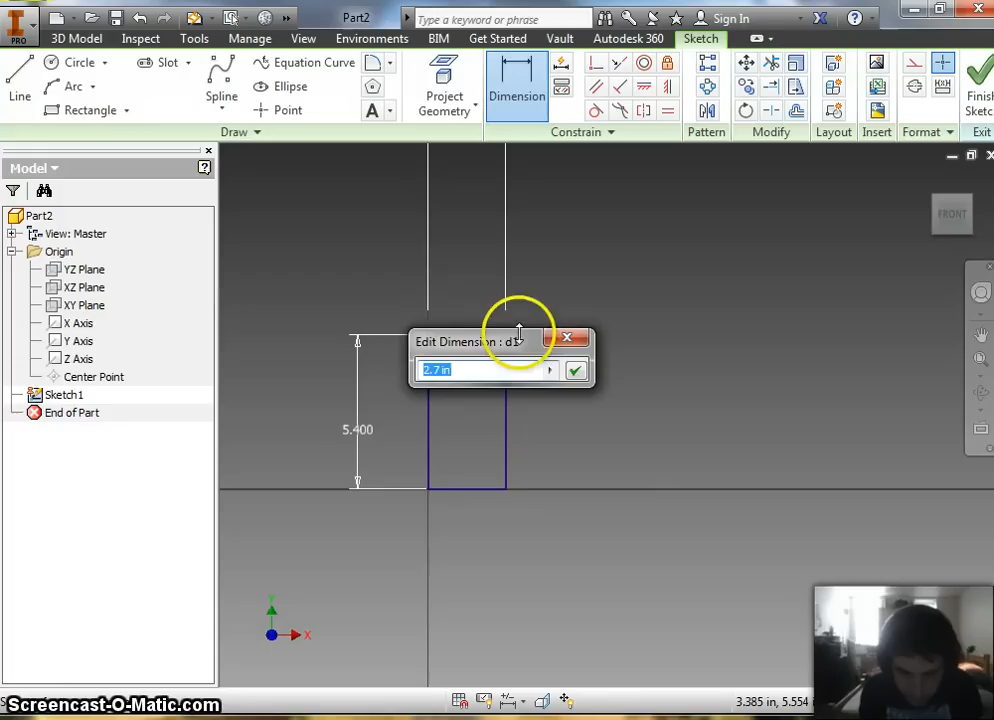 Part2
Type a keyword or phrase
Sign In
PRO
3D Model
Inspect
Tools
Manage
Environments
BIM
Get Started
Vault
Autodesk 360
Sketch
Line
Circle
Arc
Rectangle
Slot
Spline
Equation Curve
Ellipse
Point
A
Project Geometry
Dimension
Finish
Sketc
Draw
Constrain
Pattern
Modify
Layout
Insert
Format
Exit
Model
Part2
View: Master
Origin
YZ Plane
XZ Plane
XY Plane
X Axis
Y Axis
Z Axis
Center Point
Sketch1
End of Part
FRONT
Edit Dimension : d1
2.7 in
5.400
Y
X
Screencast-O-Matic.com
3.385 in, 5.554